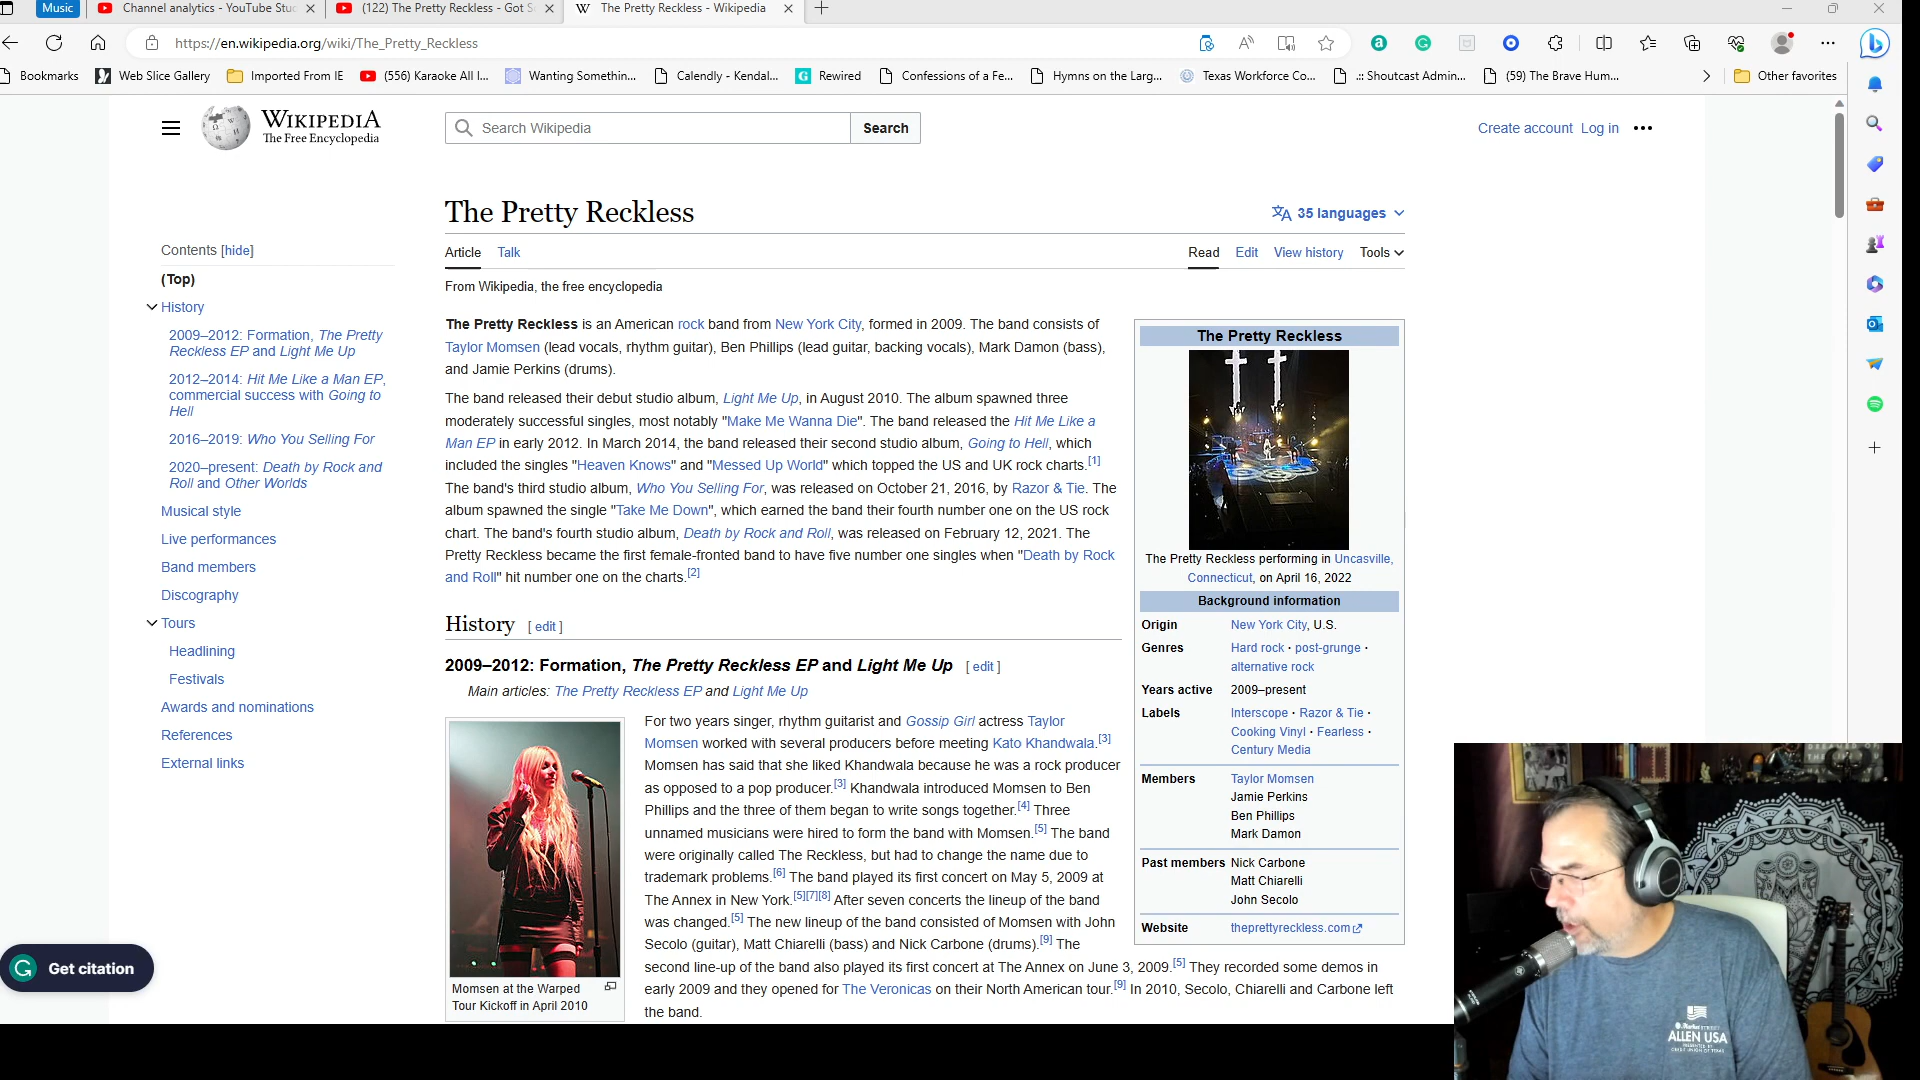 Music
Channel analytics - YouTube Stu
(122) The Pretty Reckless - Got S
The Pretty Reckless - Wikipedia
https://en.wikipedia.org/wiki/The_Pretty_Reckless
Bookmarks
Web Slice Gallery
Imported From IE
(556) Karaoke All I...
Wanting Somethin...
Calendly - Kendal...
Rewired
Confessions of a Fe...
Hymns on the Larg...
Texas Workforce Co...
.:: Shoutcast Admin...
(59) The Brave Hum...
Other favorites
WIKIPEDIA
The Free Encyclopedia
Search Wikipedia
Search
Create account Log in
The Pretty Reckless
35 languages
Article Talk
Read Edit View history Tools
From Wikipedia, the free encyclopedia
Contents [hide]
(Top)
History
2009–2012: Formation, The Pretty
Reckless EP and Light Me Up
2012–2014: Hit Me Like a Man EP,
commercial success with Going to
Hell
2016–2019: Who You Selling For
2020–present: Death by Rock and
Roll and Other Worlds
Musical style
Live performances
Band members
Discography
Tours
Headlining
Festivals
Awards and nominations
References
External links
The Pretty Reckless is an American rock band from New York City, formed in 2009. The band consists of
Taylor Momsen (lead vocals, rhythm guitar), Ben Phillips (lead guitar, backing vocals), Mark Damon (bass),
and Jamie Perkins (drums).
The band released their debut studio album, Light Me Up, in August 2010. The album spawned three
moderately successful singles, most notably "Make Me Wanna Die". The band released the Hit Me Like a
Man EP in early 2012. In March 2014, the band released their second studio album, Going to Hell, which
included the singles "Heaven Knows" and "Messed Up World" which topped the US and UK rock charts.[1]
The band's third studio album, Who You Selling For, was released on October 21, 2016, by Razor & Tie. The
album spawned the single "Take Me Down", which earned the band their fourth number one on the US rock
chart. The band's fourth studio album, Death by Rock and Roll, was released on February 12, 2021. The
Pretty Reckless became the first female-fronted band to have five number one singles when "Death by Rock
and Roll" hit number one on the charts.[2]
History [ edit ]
2009–2012: Formation, The Pretty Reckless EP and Light Me Up [ edit ]
Main articles: The Pretty Reckless EP and Light Me Up
For two years singer, rhythm guitarist and Gossip Girl actress Taylor
Momsen worked with several producers before meeting Kato Khandwala.[3]
Momsen has said that she liked Khandwala because he was a rock producer
as opposed to a pop producer.[3] Khandwala introduced Momsen to Ben
Phillips and the three of them began to write songs together.[4] Three
unnamed musicians were hired to form the band with Momsen.[5] The band
were originally called The Reckless, but had to change the name due to
trademark problems.[6] The band played its first concert on May 5, 2009 at
The Annex in New York.[5][7][8] After seven concerts the lineup of the band
was changed.[5] The new lineup of the band consisted of Momsen with John
Secolo (guitar), Matt Chiarelli (bass) and Nick Carbone (drums).[9] The
second line-up of the band also played its first concert at The Annex on June 3, 2009.[5] They recorded some demos in
early 2009 and they opened for The Veronicas on their North American tour.[9] In 2010, Secolo, Chiarelli and Carbone left
the band.
Momsen at the Warped
Tour Kickoff in April 2010
The Pretty Reckless
The Pretty Reckless performing in Uncasville,
Connecticut, on April 16, 2022
Background information
Origin New York City, U.S.
Genres Hard rock · post-grunge ·
alternative rock
Years active 2009–present
Labels Interscope · Razor & Tie ·
Cooking Vinyl · Fearless ·
Century Media
Members Taylor Momsen
Jamie Perkins
Ben Phillips
Mark Damon
Past members Nick Carbone
Matt Chiarelli
John Secolo
Website theprettyreckless.com
Get citation
Market Street
ALLEN USA